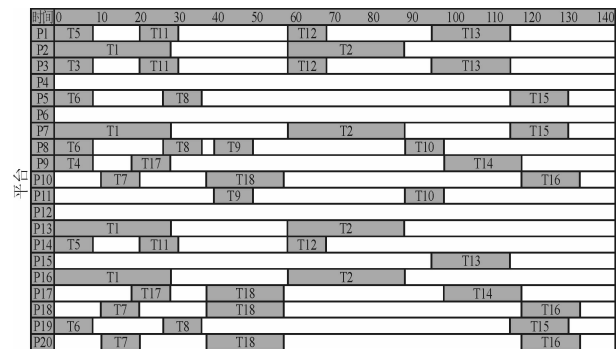 时间 0 10 20 30 40 50 60 70 80 90 100 110 120 130 140
P1 T5 T11 T12 T13
P2 T1 T2
P3 T3 T11 T12 T13
P4
P5 T6 T8 T15
P6
P7 T1 T2 T15
P8 T6 T8 T9 T10
P9 T4 T17 T14
P10 T7 T18 T16
P11 T9 T10
P12
P13 T1 T2
P14 T5 T11 T12
P15 T13
P16 T1 T2
P17 T17 T18 T14
P18 T7 T18 T16
P19 T6 T8 T15
P20 T7 T18 T16
平台